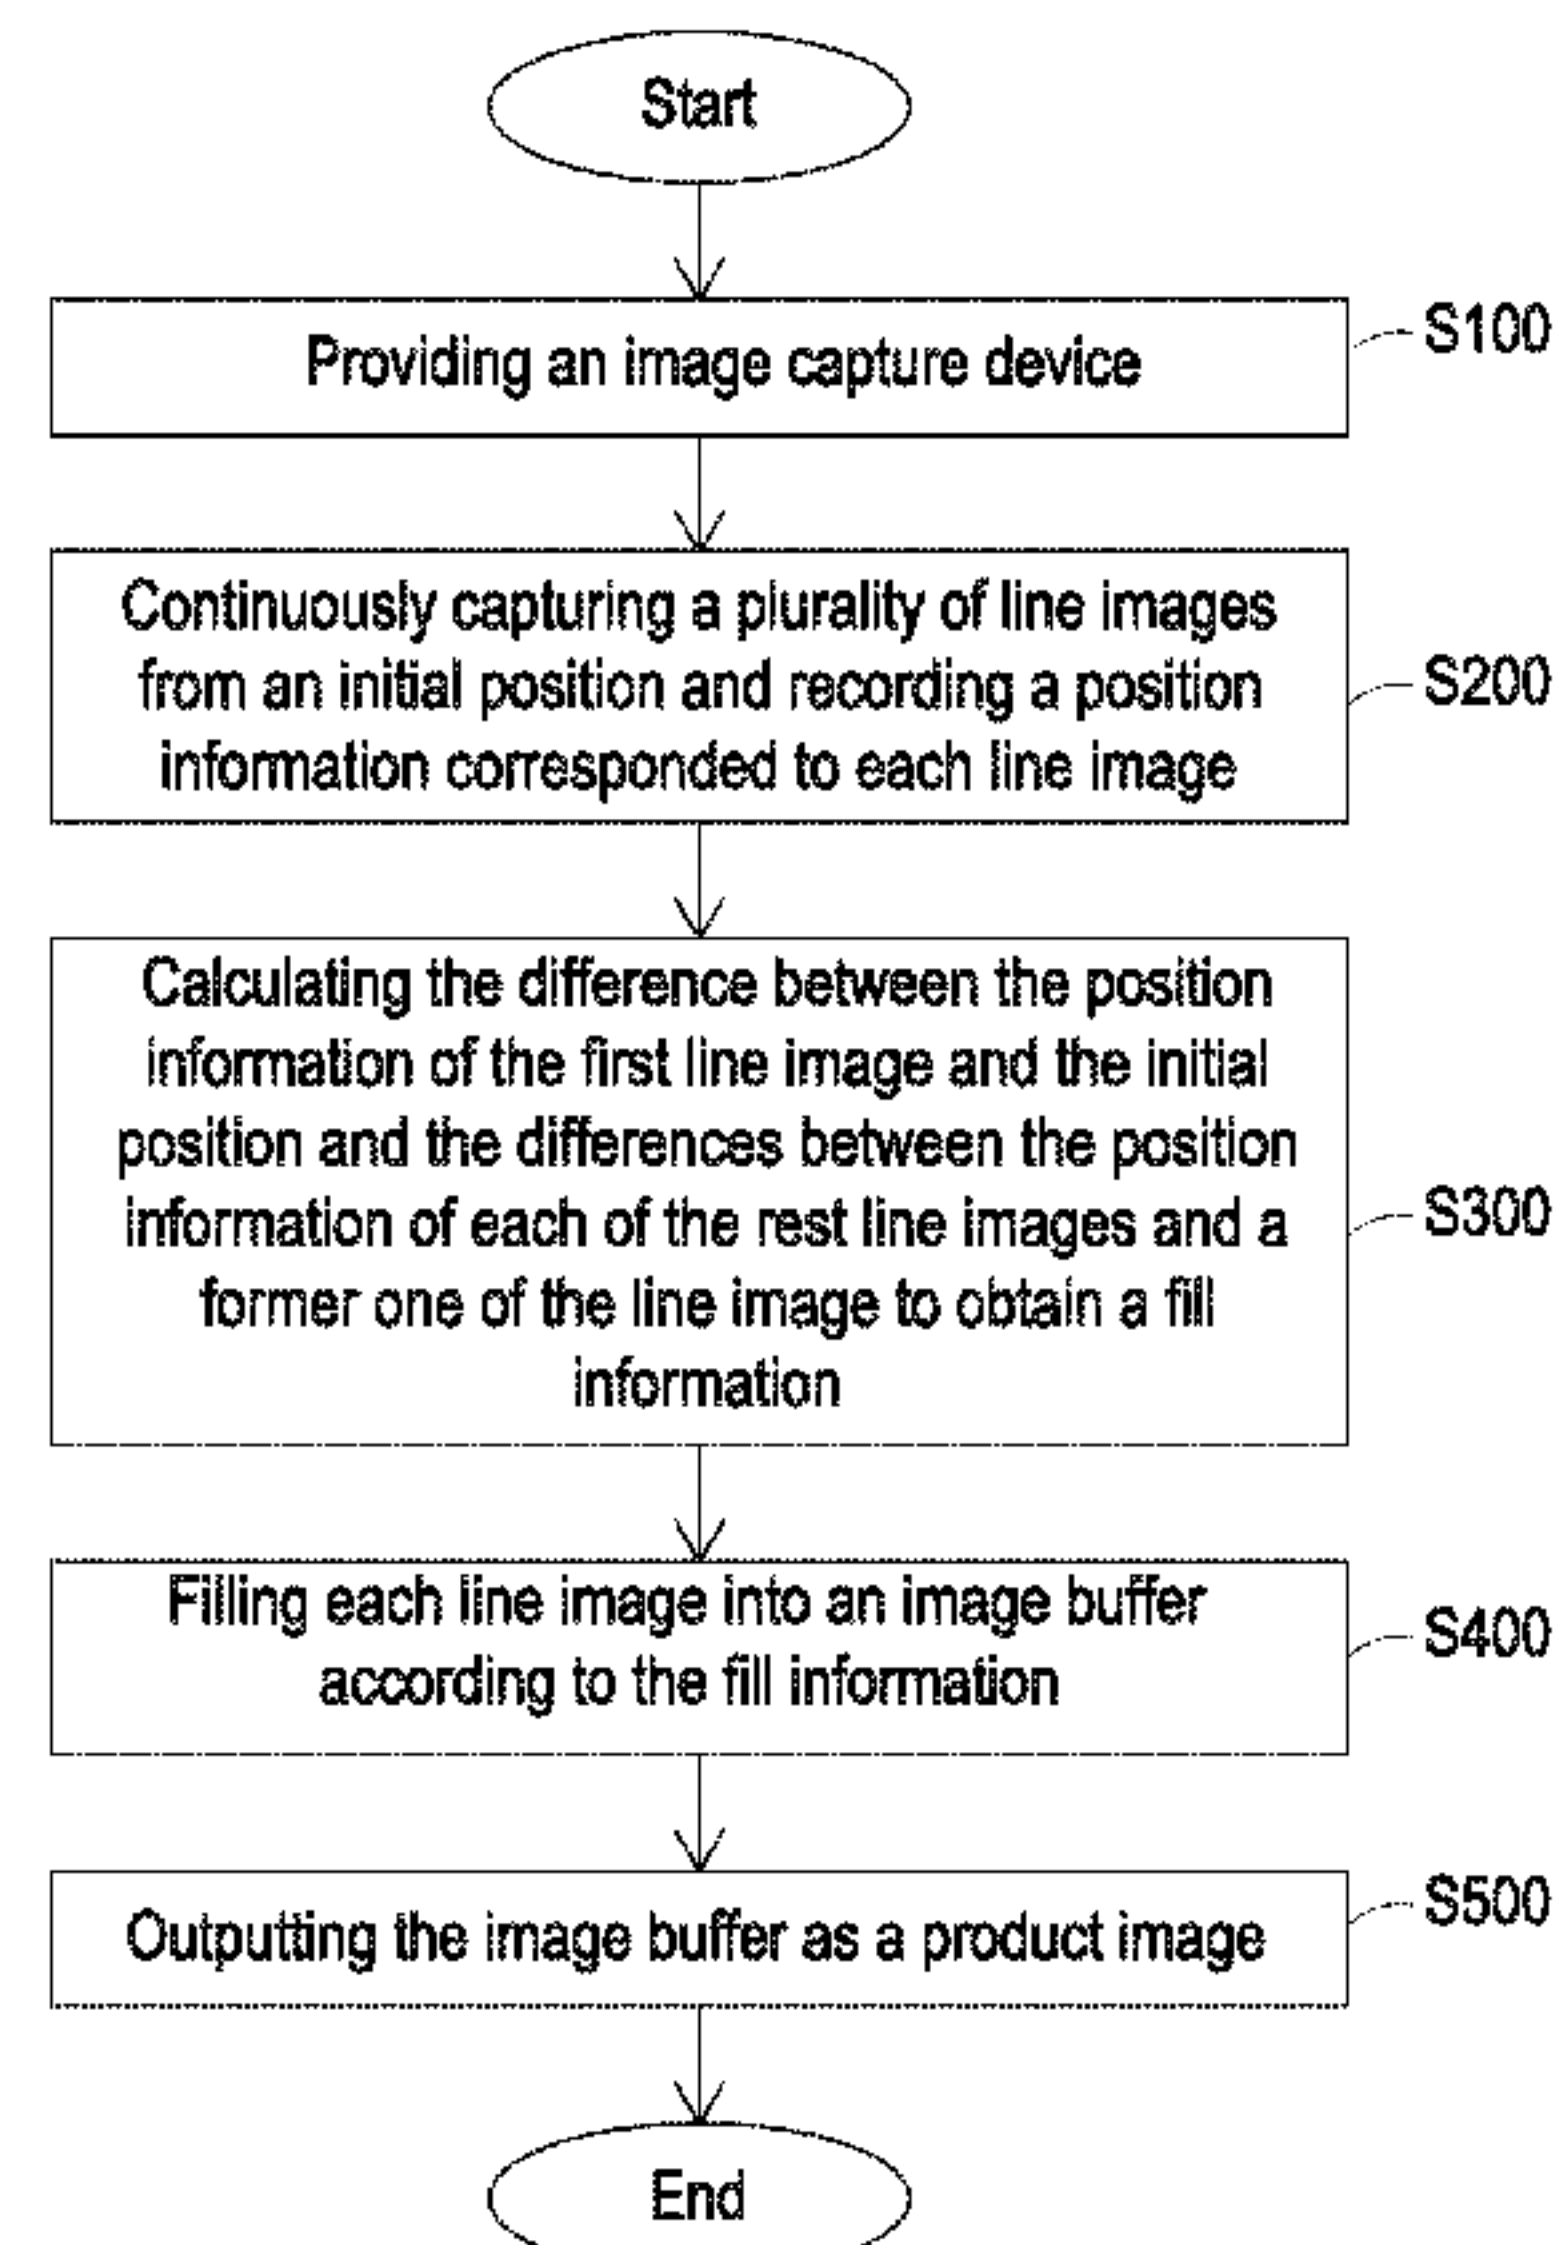 Start
Providing an image capture device
S100
Continuously capturing a plurality of line images
from an initial position and recording a position
information corresponded to each line image
S200
Calculating the difference between the position
information of the first line image and the initial
position and the differences between the position
information of each of the rest line images and a
former one of the line image to obtain a fill
information
S300
Filling each line image into an image buffer
according to the fill information
S400
Outputting the image buffer as a product image
S500
End